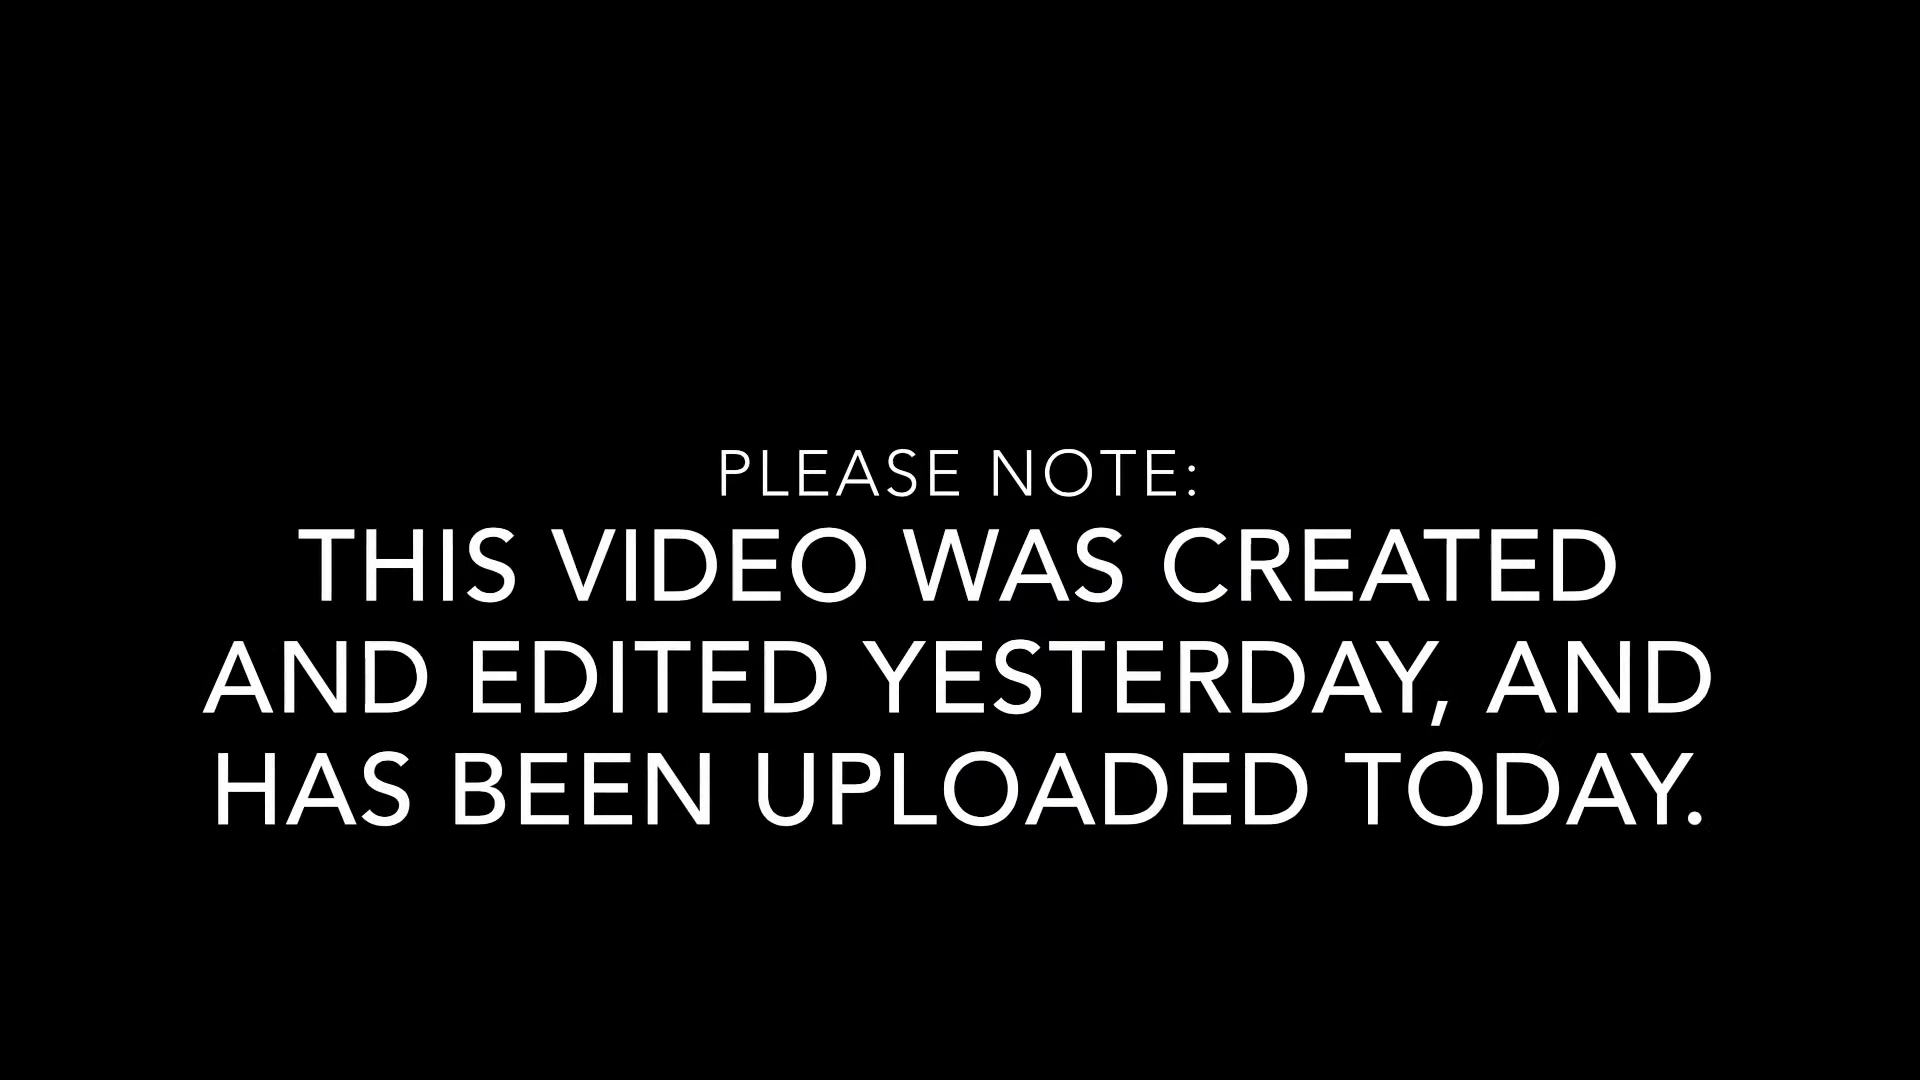 PLEASE NOTE:
THIS VIDEO WAS CREATED
AND EDITED YESTERDAY, AND
HAS BEEN UPLOADED TODAY.